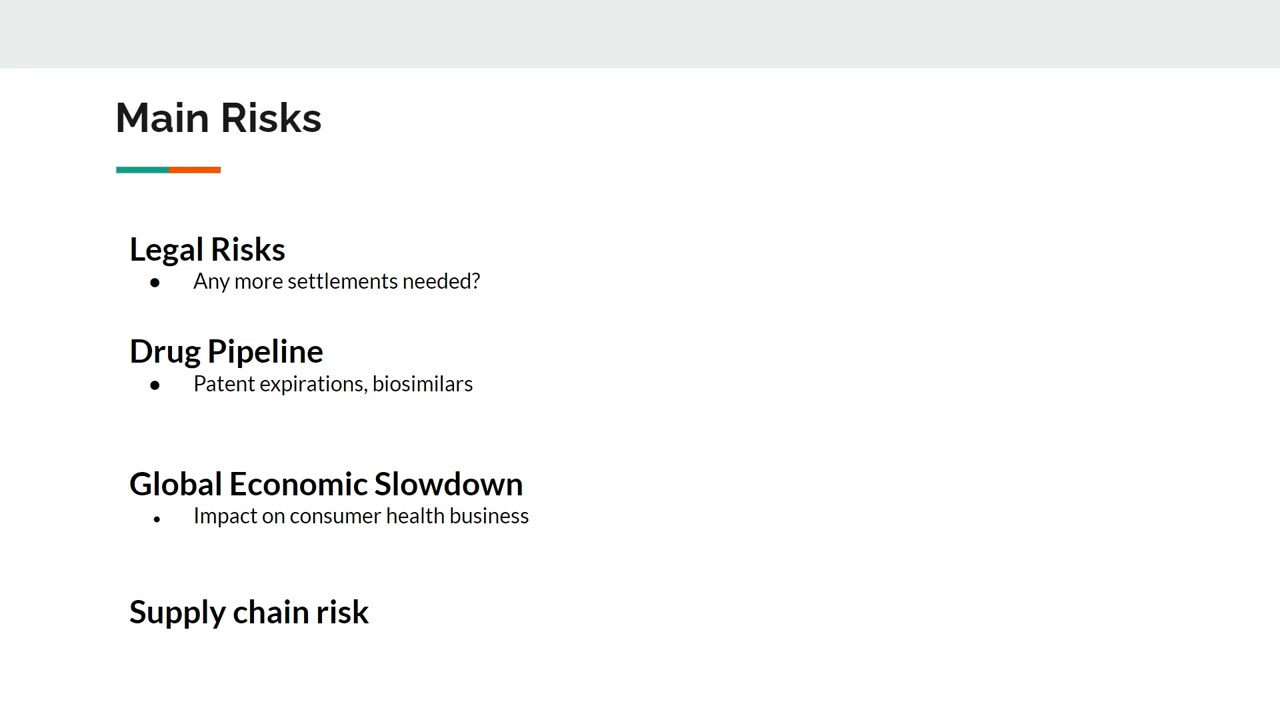 Main Risks
Legal Risks
● Any more settlements needed?
Drug Pipeline
● Patent expirations, biosimilars
Global Economic Slowdown
● Impact on consumer health business
Supply chain risk